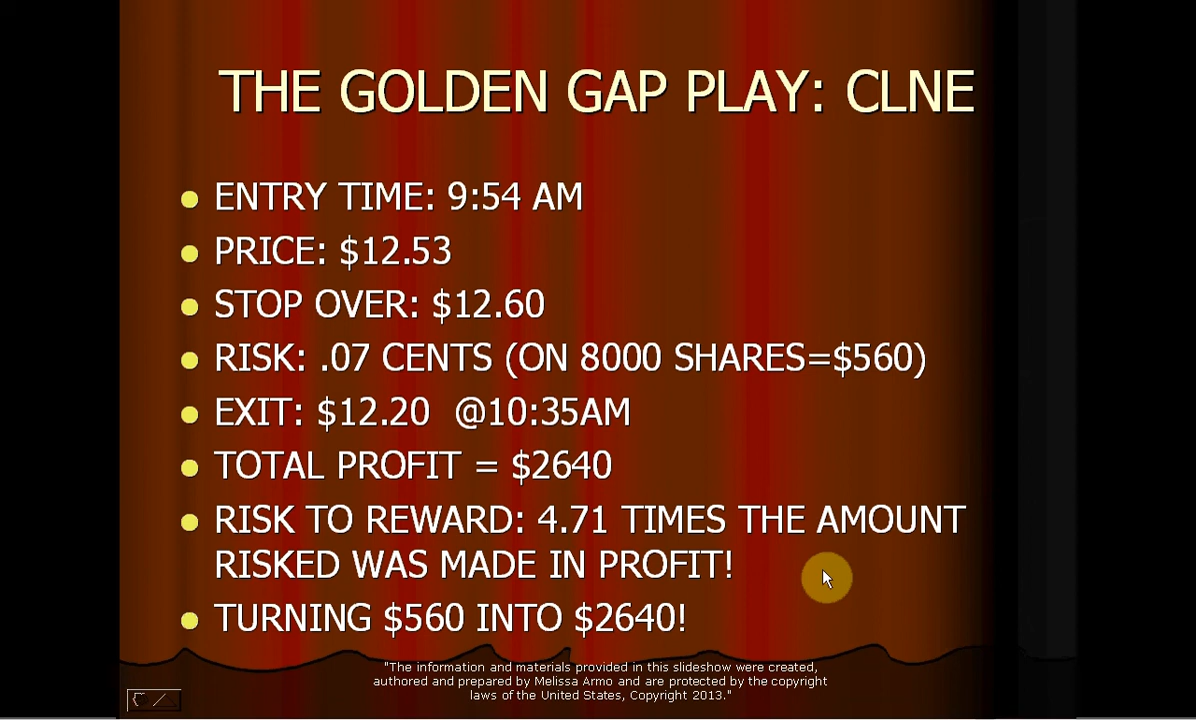 THE GOLDEN GAP PLAY: CLNE
ENTRY TIME: 9:54 AM
PRICE: $12.53
STOP OVER: $12.60
RISK: .07 CENTS (ON 8000 SHARES=$560)
EXIT: $12.20 @10:35AM
TOTAL PROFIT = $2640
RISK TO REWARD: 4.71 TIMES THE AMOUNT
RISKED WAS MADE IN PROFIT!
TURNING $560 INTO $2640!
"The information and materials provided in this slideshow were created,
authored and prepared by Melissa Armo and are protected by the copyright
laws of the United States, Copyright 2013."